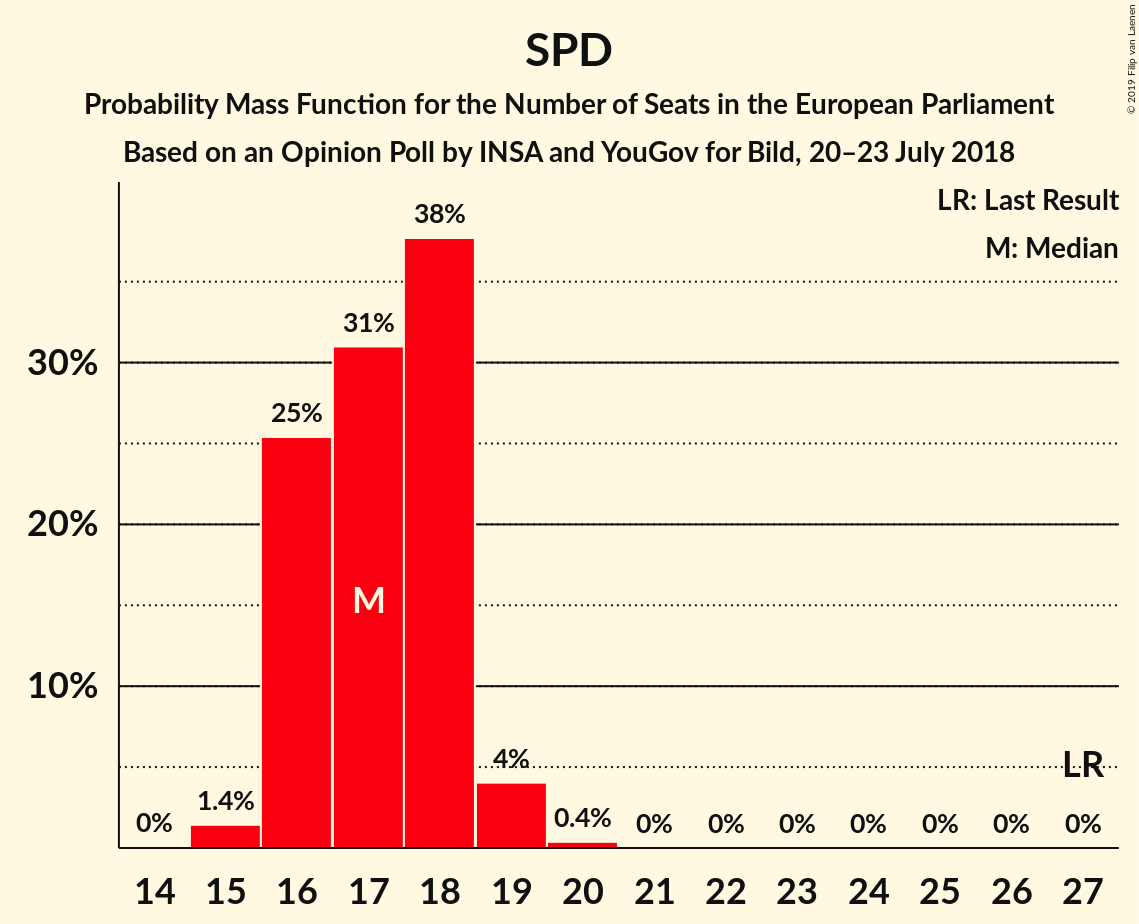 SPD
Probability Mass Function for the Number of Seats in the European Parliament
Based on an Opinion Poll by INSA and YouGov for Bild, 20–23 July 2018
© 2019 Filip van Laenen
LR: Last Result
M: Median
38%
31%
30%
25%
20%
M
10%
4%
LR
0%
1.4%
0.4%
0%
0%
0%
0%
0%
0%
0%
14 15 16 17 18 19 20 21 22 23 24 25 26 27